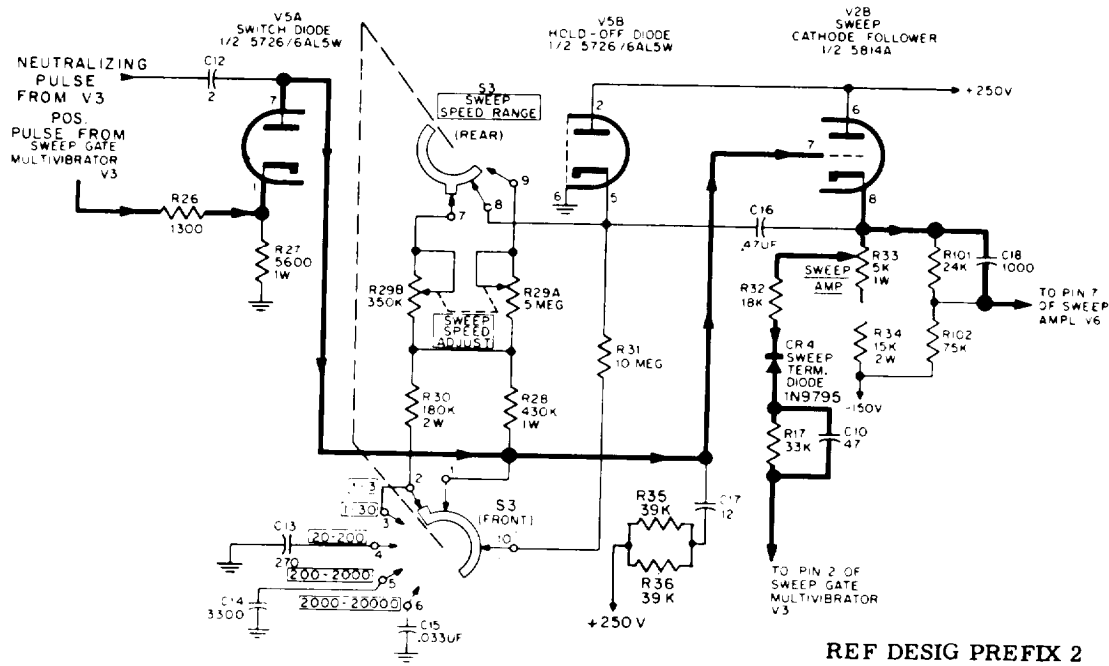 V5A
SWITCH DIODE
1/2 5726/6AL5W
V5B
HOLD-OFF DIODE
1/2 5726/6AL5W
V2B
SWEEP
CATHODE FOLLOWER
1/2 5814A
NEUTRALIZING
PULSE
FROM V3
C12
2
7
POS.
PULSE FROM
SWEEP GATE
MULTIVIBRATOR
V3
1
R26
1300
R27
5600
1W
S3
SWEEP
SPEED RANGE
(REAR)
9
8
7
2
6
5
+250V
6
7
8
C16
.47UF
R29B
350K
R29A
5 MEG
SWEEP
SPEED
ADJUST
R31
10 MEG
R30
180K
2W
R28
430K
1W
SWEEP
AMP
R33
5K
1W
R101
24K
C18
1000
R32
18K
TO PIN 7
OF SWEEP
AMPL V6
R34
15K
2W
R102
75K
CR4
SWEEP
TERM.
DIODE
1N9795
-150V
R17
33K
C10
47
2
1
3
1-30
S3
(FRONT)
10
C13
270
20-200
4
200-2000
5
C14
3300
2000-20000
6
C15
.033UF
R35
39K
R36
39K
C17
12
+250V
TO PIN 2 OF
SWEEP GATE
MULTIVIBRATOR
V3
REF DESIG PREFIX 2